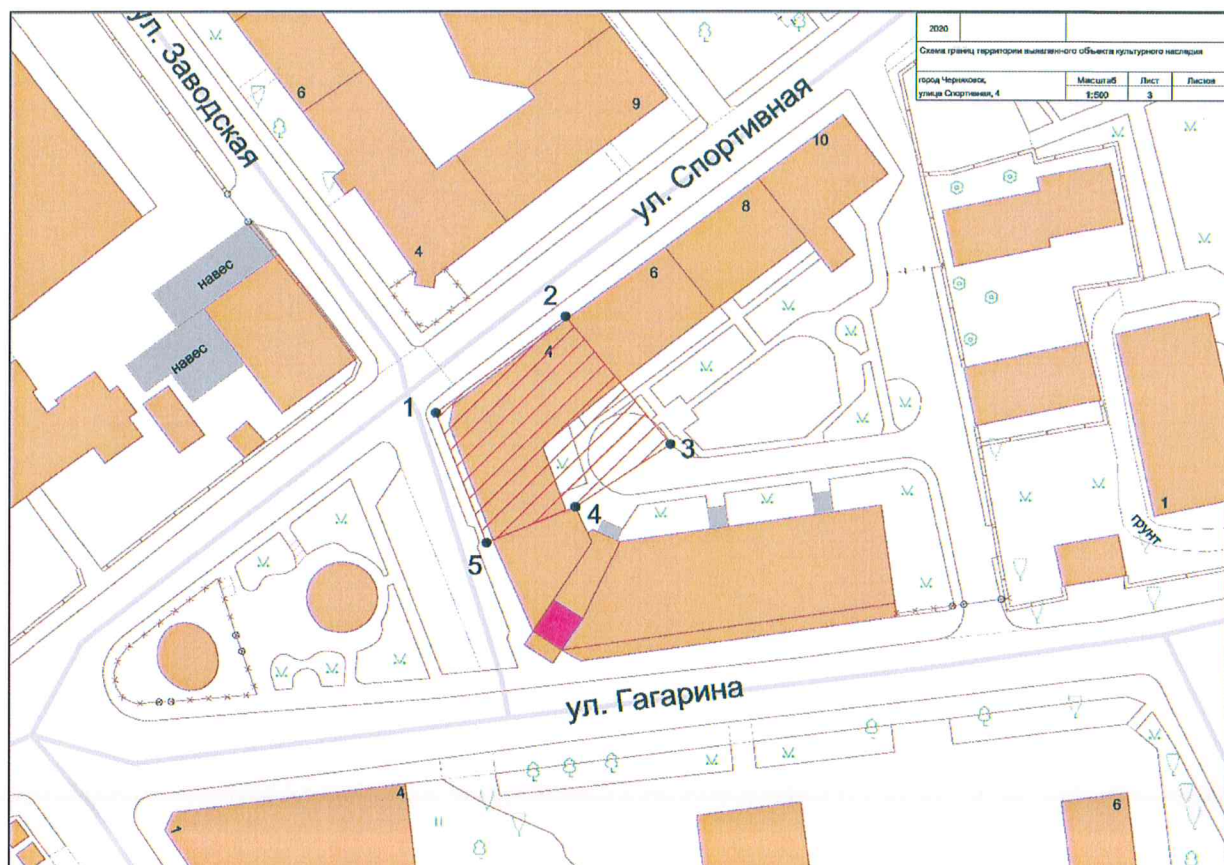 2020
Схема границ территории выявленного объекта культурного наследия
город Черняховск,
улица Спортивная, 4
Масштаб Лист Листов
1:500 3
ул. Заводская
6
9
ул. Спортивная
10
8
6
4
навес
навес
2
4
1
3
4
5
1
грунт
ул. Гагарина
4
1
6